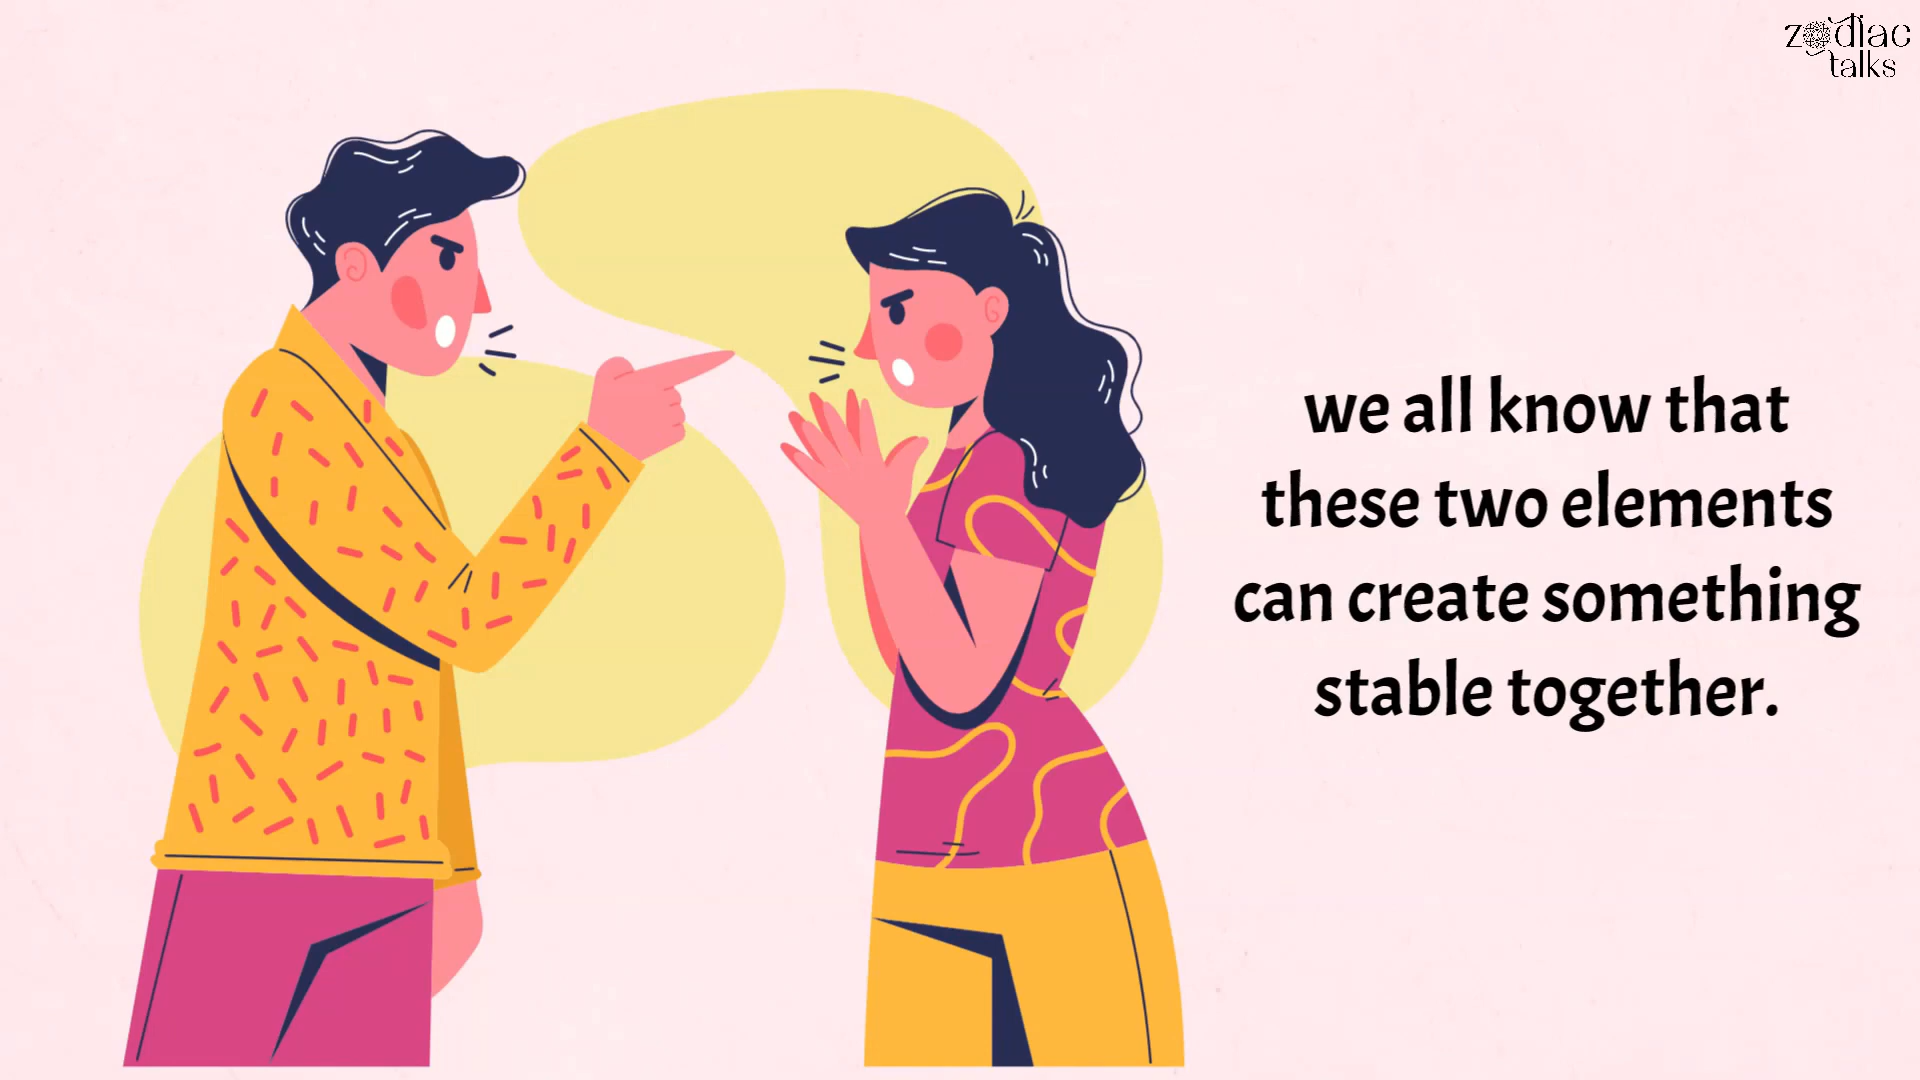 zodiac
talks
we all know that
these two elements
can create something
stable together.